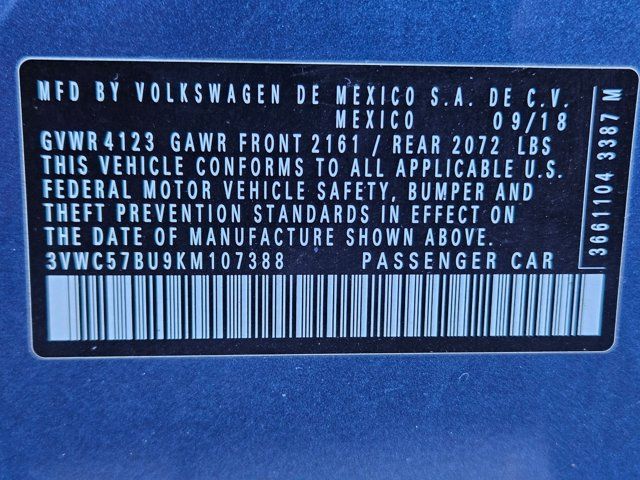 MFD BY VOLKSWAGEN DE MEXICO S.A. DE C.V.
MEXICO 09/18
GVWR 4123 GAWR FRONT 2161 / REAR 2072 LBS
THIS VEHICLE CONFORMS TO ALL APPLICABLE U.S.
FEDERAL MOTOR VEHICLE SAFETY, BUMPER AND
THEFT PREVENTION STANDARDS IN EFFECT ON
THE DATE OF MANUFACTURE SHOWN ABOVE.
3VWC57BU9KM107388 PASSENGER CAR
3661104 3387 M